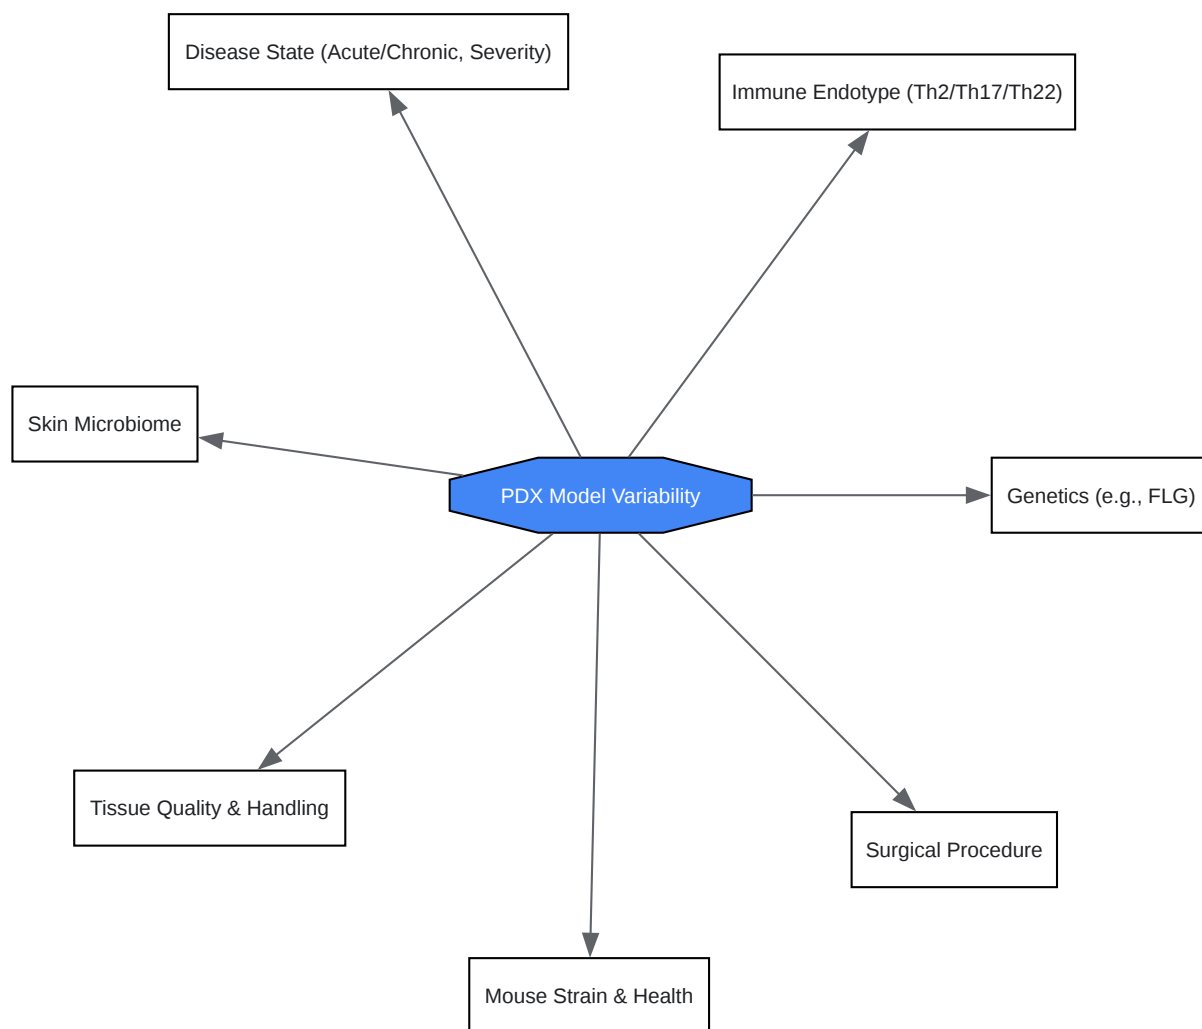 Disease State (Acute/Chronic, Severity)
Immune Endotype (Th2/Th17/Th22)
Skin Microbiome
PDX Model Variability
Genetics (e.g., FLG)
Tissue Quality & Handling
Surgical Procedure
Mouse Strain & Health